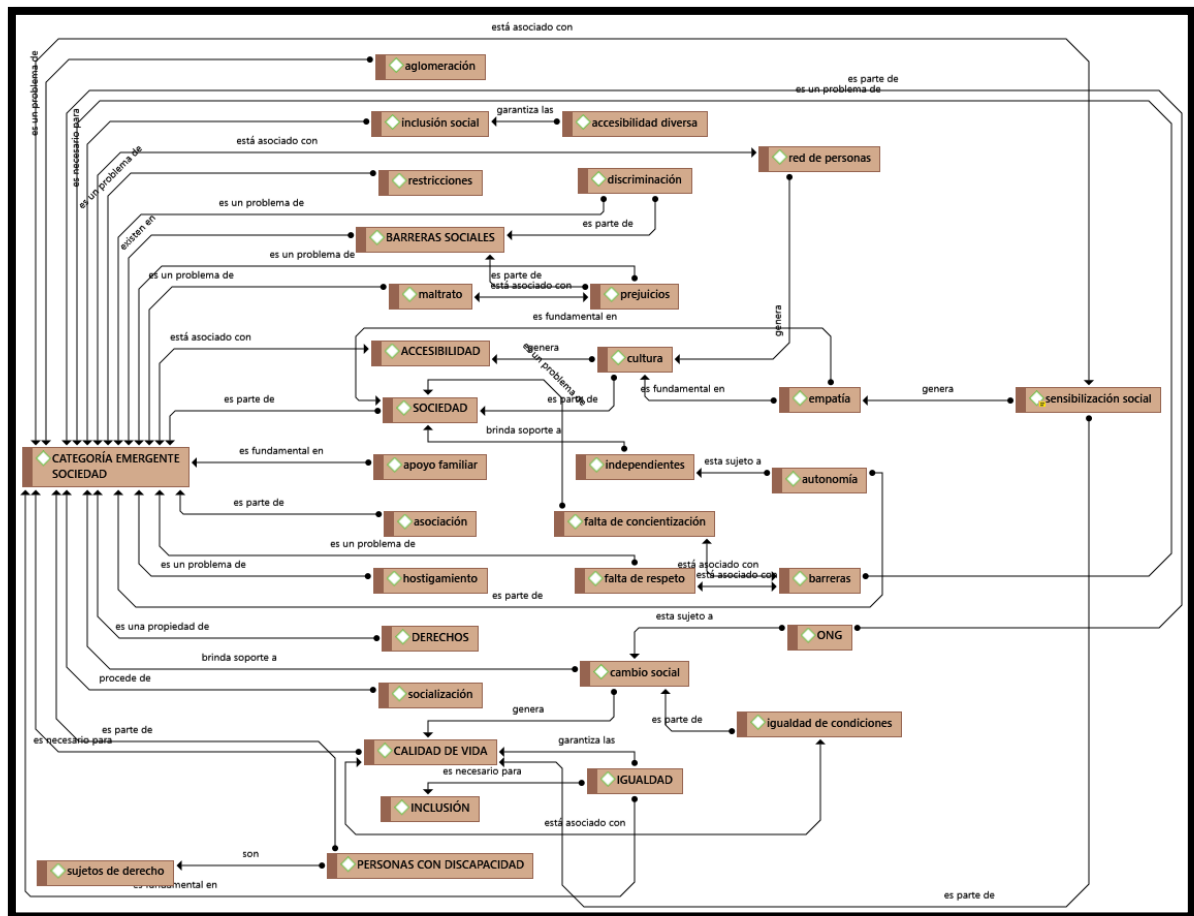 está asociado con
aglomeración
es un problema de
es parte de
es un problema de
garantiza las
inclusión social
accesibilidad diversa
es necesario para
está asociado con
red de personas
es un problema de
restricciones
discriminación
es un problema de
existen en
es parte de
BARRERAS SOCIALES
es un problema de
es un problema de
es parte de
está asociado con
maltrato
prejuicios
es fundamental en
genera
está asociado con
ACCESIBILIDAD
genera
cultura
es un problema de
es fundamental en
empatía
genera
sensibilización social
es parte de
SOCIEDAD
es parte de
brinda soporte a
CATEGORÍA EMERGENTE
SOCIEDAD
es fundamental en
apoyo familiar
independientes
esta sujeto a
autonomía
es parte de
asociación
falta de concientización
es un problema de
es un problema de
hostigamiento
está asociado con
está asociado con
falta de respeto
barreras
es parte de
es una propiedad de
DERECHOS
esta sujeto a
ONG
brinda soporte a
cambio social
procede de
socialización
genera
es parte de
igualdad de condiciones
es parte de
es necesario para
CALIDAD DE VIDA
garantiza las
es necesario para
IGUALDAD
INCLUSIÓN
está asociado con
son
sujetos de derecho
PERSONAS CON DISCAPACIDAD
es fundamental en
es parte de